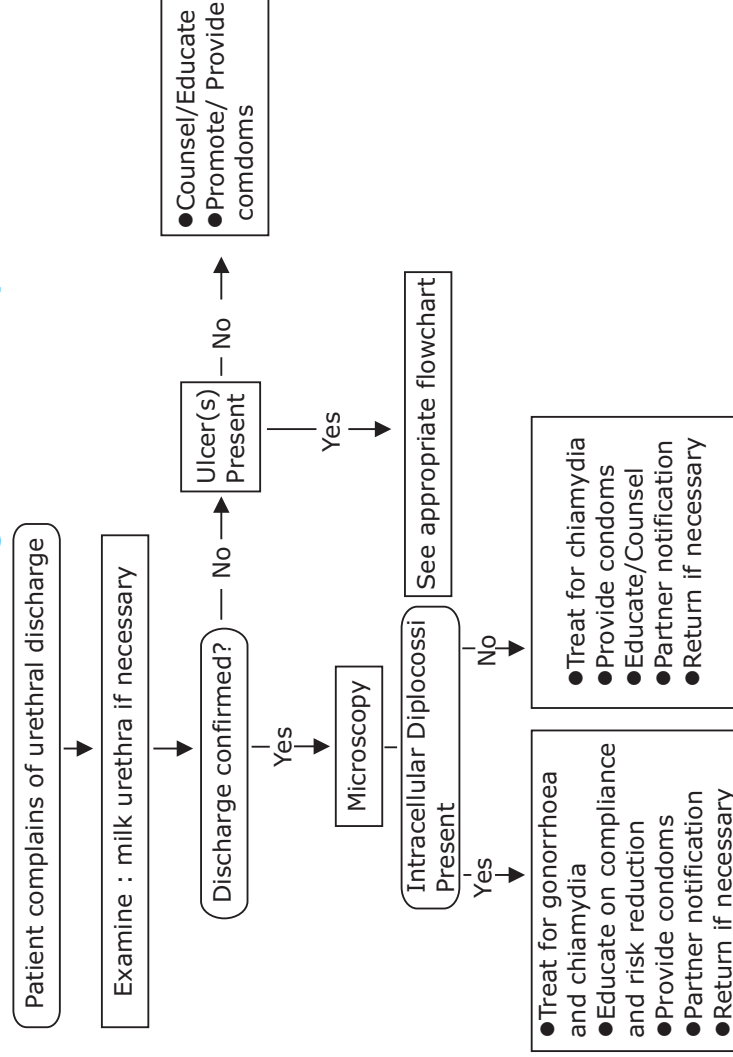 Patient complains of urethral discharge
Examine : milk urethra if necessary
Discharge confirmed?
No
Ulcer(s)
Present
No
●Counsel/Educate
●Promote/ Provide
comdoms
Yes
See appropriate flowchart
Yes
Microscopy
Intracellular Diplocossi
Present
Yes
●Treat for gonorrhoea
and chiamydia
●Educate on compliance
and risk reduction
●Provide condoms
●Partner notification
●Return if necessary
No
●Treat for chiamydia
●Provide condoms
●Educate/Counsel
●Partner notification
●Return if necessary